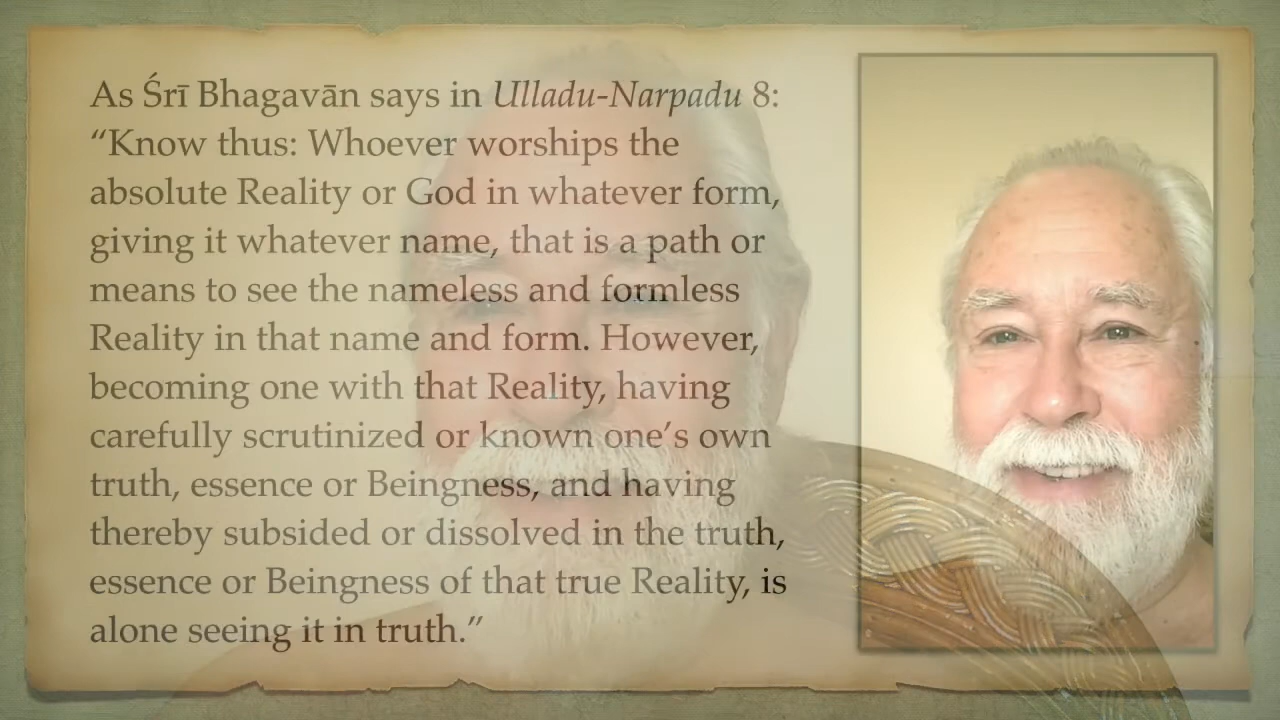 As Śrī Bhagavān says in Ulladu-Narpadu 8:
“Know thus: Whoever worships the
absolute Reality or God in whatever form,
giving it whatever name, that is a path or
means to see the nameless and formless
Reality in that name and form. However,
becoming one with that Reality, having
carefully scrutinized or known one’s own
truth, essence or Beingness, and having
thereby subsided or dissolved in the truth,
essence or Beingness of that true Reality, is
alone seeing it in truth.”